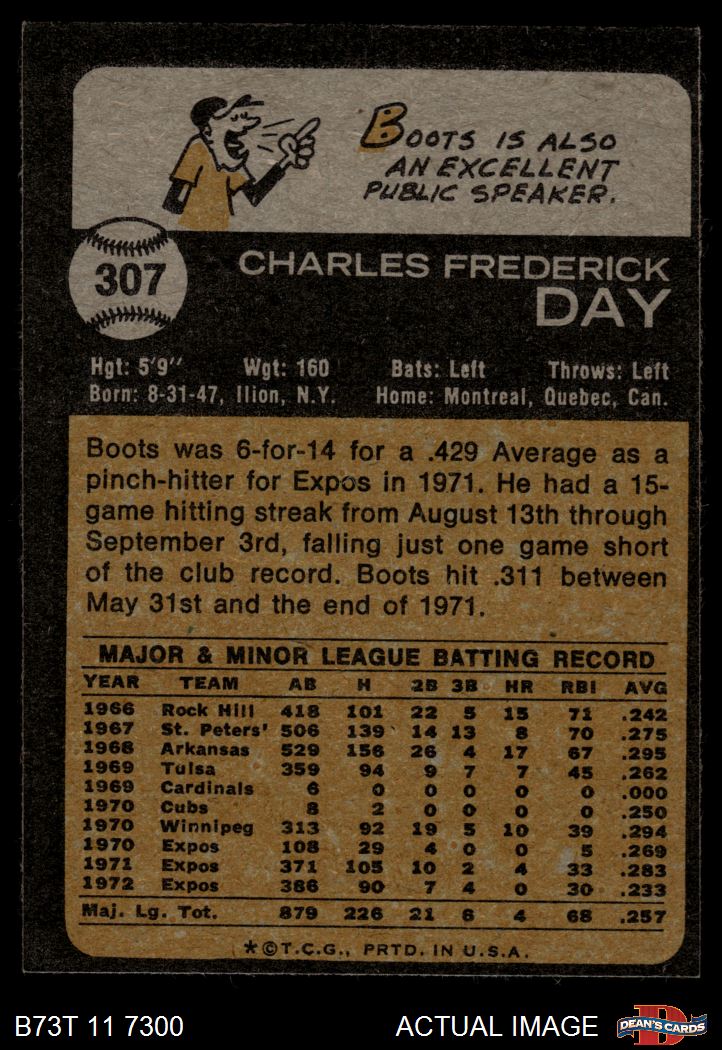 BOOTS IS ALSO
AN EXCELLENT
PUBLIC SPEAKER.
307
CHARLES FREDERICK
DAY
Hgt: 5'9" Wgt: 160 Bats: Left Throws: Left
Born: 8-31-47, Ilion, N.Y. Home: Montreal, Quebec, Can.
Boots was 6-for-14 for a .429 Average as a
pinch-hitter for Expos in 1971. He had a 15-
game hitting streak from August 13th through
September 3rd, falling just one game short
of the club record. Boots hit .311 between
May 31st and the end of 1971.
MAJOR & MINOR LEAGUE BATTING RECORD
YEAR TEAM AB H 2B 3B HR RBI AVG
1966 Rock Hill 418 101 22 5 15 71 .242
1967 St. Peters' 506 139 14 13 8 70 .275
1968 Arkansas 529 156 26 4 17 67 .295
1969 Tulsa 359 94 9 7 7 45 .262
1969 Cardinals 6 0 0 0 0 0 .000
1970 Cubs 8 2 0 0 0 0 .250
1970 Winnipeg 313 92 19 5 10 39 .294
1970 Expos 108 29 4 0 0 5 .269
1971 Expos 371 105 10 2 4 33 .283
1972 Expos 386 90 7 4 0 30 .233
Maj. Lg. Tot. 879 226 21 6 4 68 .257
*©T.C.G., PRTD. IN U.S.A.
B73T 11 7300 ACTUAL IMAGE D DEAN'S CARDS